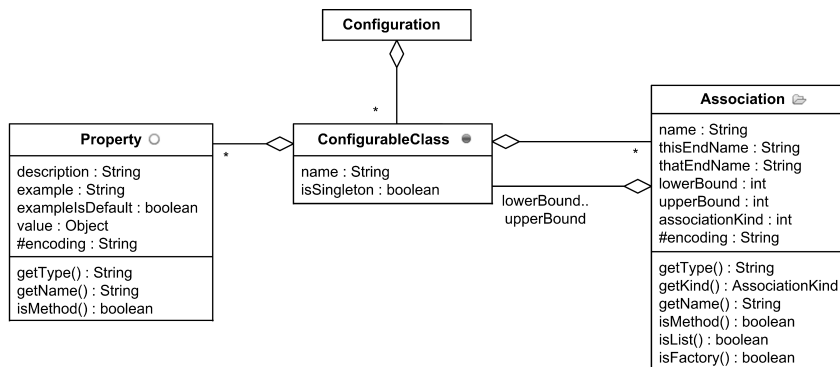 Configuration
*
Property
description : String
example : String
exampleIsDefault : boolean
value : Object
#encoding : String
getType() : String
getName() : String
isMethod() : boolean
*
ConfigurableClass
name : String
isSingleton : boolean
*
lowerBound..
upperBound
Association
name : String
thisEndName : String
thatEndName : String
lowerBound : int
upperBound : int
associationKind : int
#encoding : String
getType() : String
getKind() : AssociationKind
getName() : String
isMethod() : boolean
isList() : boolean
isFactory() : boolean